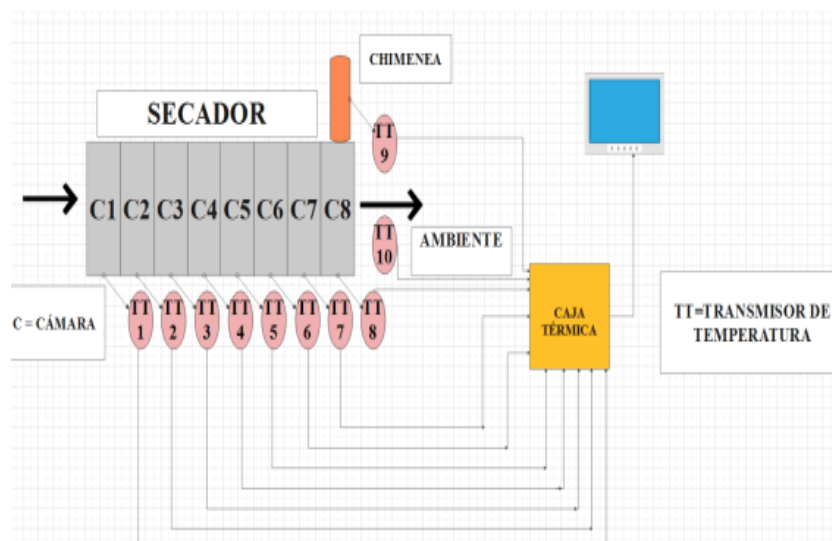 CHIMENEA
SECADOR
TT
9
C1 C2 C3 C4 C5 C6 C7 C8
TT
10
AMBIENTE
C = CÁMARA
TT
1
TT
2
TT
3
TT
4
TT
5
TT
6
TT
7
TT
8
CAJA
TÉRMICA
TT=TRANSMISOR DE
TEMPERATURA